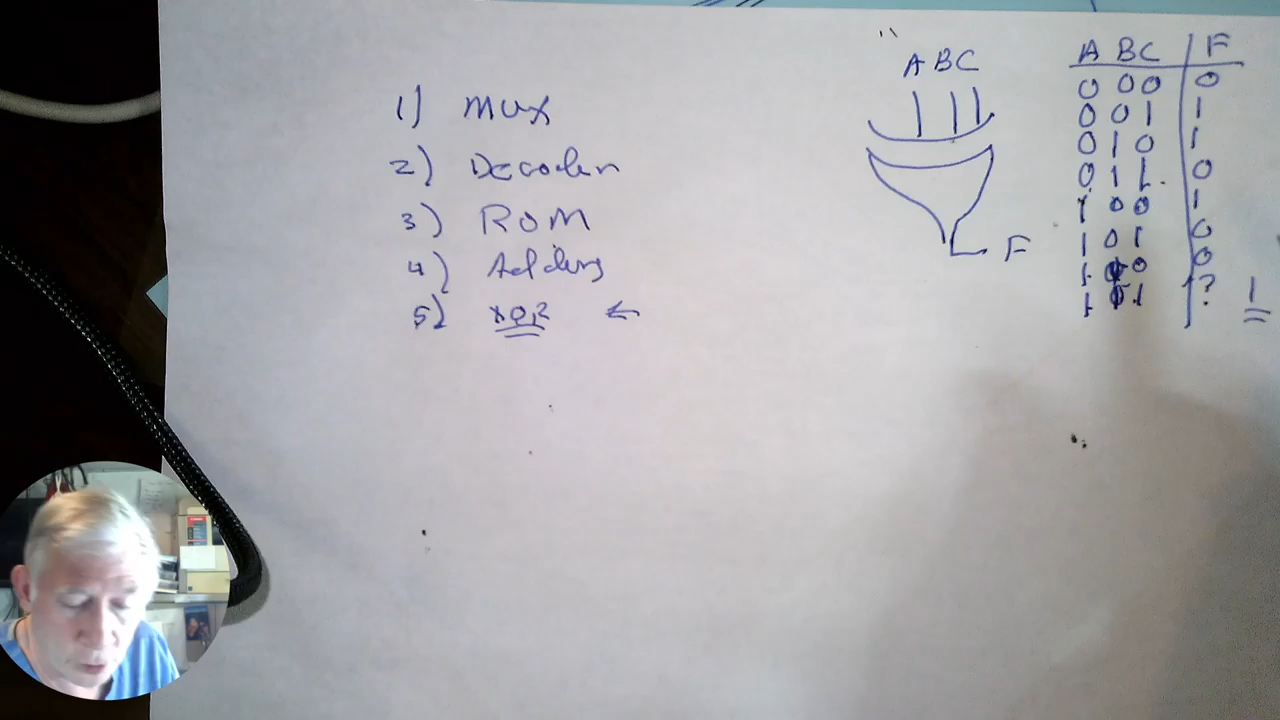 1) mux
2) Decoder
3) ROM
4) Adders
5) XOR ←
A B C
F
A B C | F
0 0 0 | 0
0 0 1 | 1
0 1 0 | 1
0 1 1 | 0
1 0 0 | 1
1 0 1 | 0
1 1 0 | 0
1 1 1 | ? 1